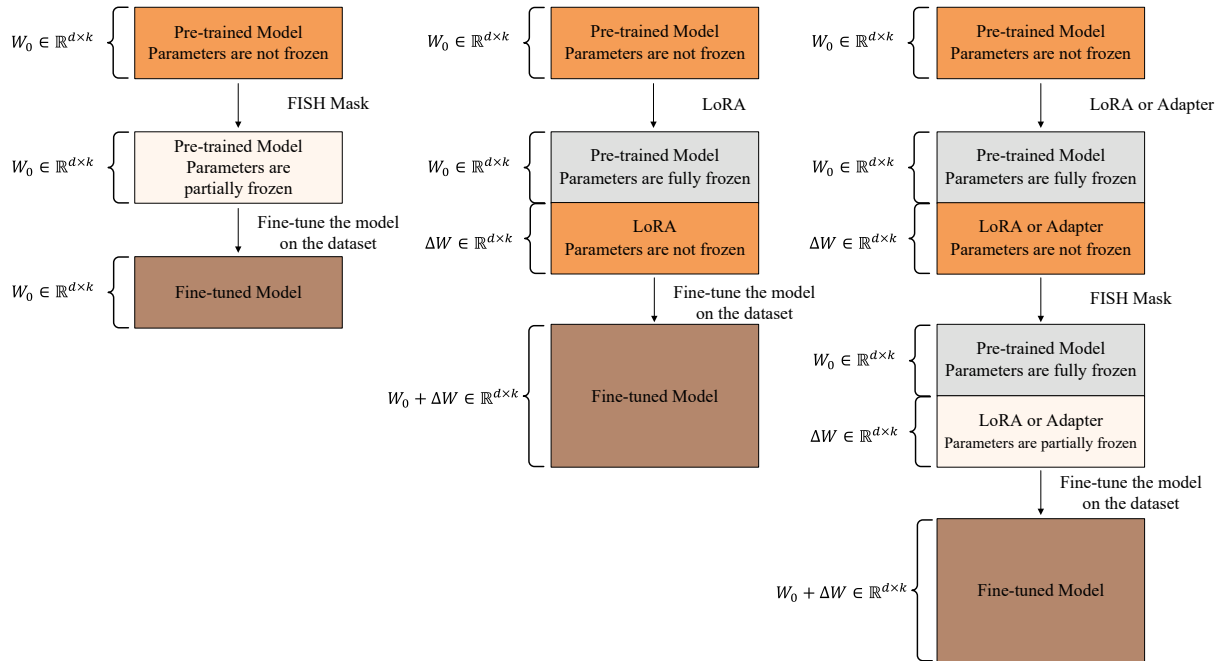 W₀ ∈ ℝ^{d×k}
Pre-trained Model
Parameters are not frozen
FISH Mask
W₀ ∈ ℝ^{d×k}
Pre-trained Model
Parameters are
partially frozen
Fine-tune the model
on the dataset
W₀ ∈ ℝ^{d×k}
Fine-tuned Model
W₀ ∈ ℝ^{d×k}
Pre-trained Model
Parameters are not frozen
LoRA
W₀ ∈ ℝ^{d×k}
Pre-trained Model
Parameters are fully frozen
ΔW ∈ ℝ^{d×k}
LoRA
Parameters are not frozen
Fine-tune the model
on the dataset
W₀ + ΔW ∈ ℝ^{d×k}
Fine-tuned Model
W₀ ∈ ℝ^{d×k}
Pre-trained Model
Parameters are not frozen
LoRA or Adapter
W₀ ∈ ℝ^{d×k}
Pre-trained Model
Parameters are fully frozen
ΔW ∈ ℝ^{d×k}
LoRA or Adapter
Parameters are not frozen
FISH Mask
W₀ ∈ ℝ^{d×k}
Pre-trained Model
Parameters are fully frozen
ΔW ∈ ℝ^{d×k}
LoRA or Adapter
Parameters are partially frozen
Fine-tune the model
on the dataset
W₀ + ΔW ∈ ℝ^{d×k}
Fine-tuned Model